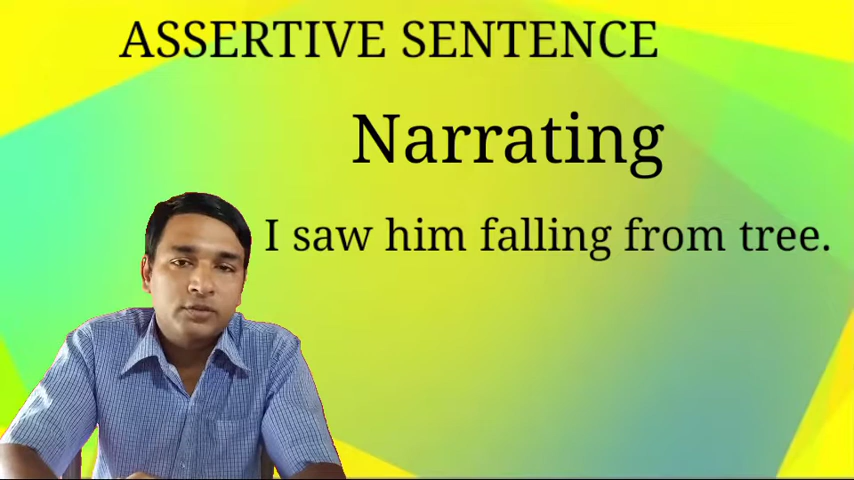 ASSERTIVE SENTENCE
Narrating
I saw him falling from tree.